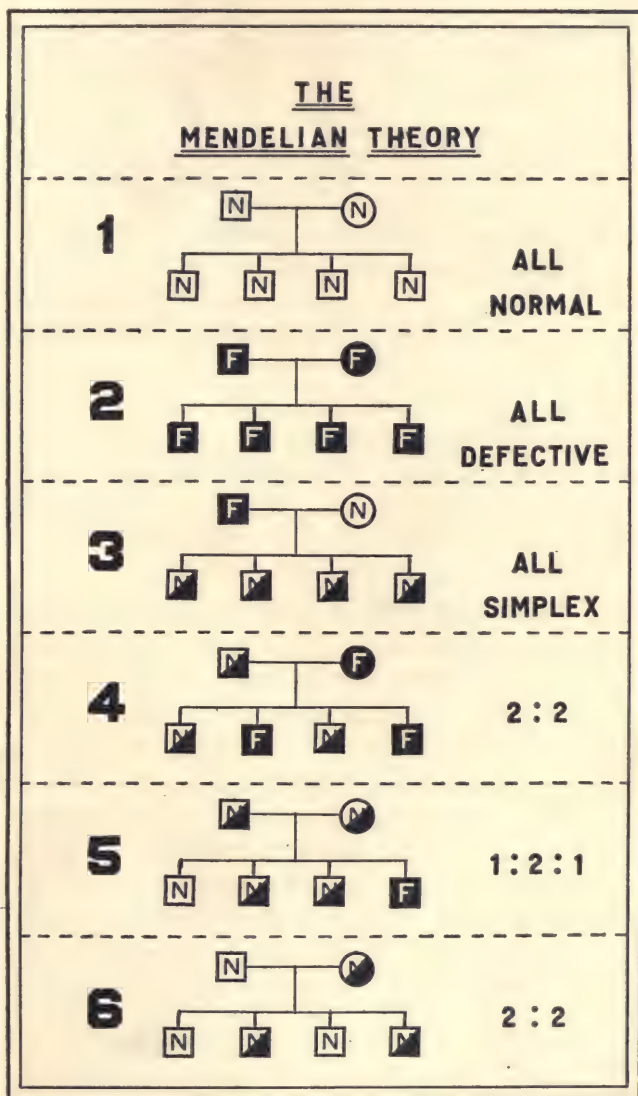 THE
MENDELIAN THEORY
1
N N
N N N N
ALL
NORMAL
2
F F
F F F F
ALL
DEFECTIVE
3
F N
N N N N
ALL
SIMPLEX
4
N F
N F N F
2:2
5
N N
N N N F
1:2:1
6
N N
N N N N
2:2